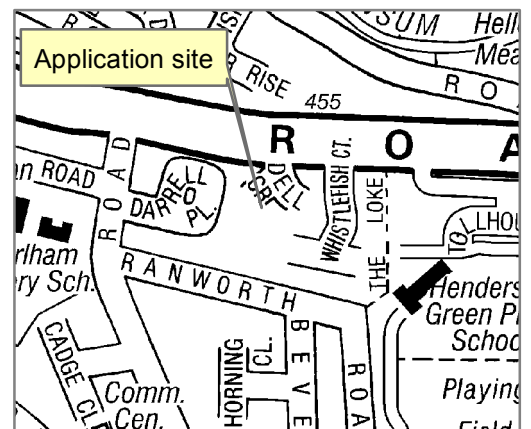 SUM
Hell
Mea
Application site
RISE
R O
455
R O A
ROAD
ROAD
DARRELL
PL.
DELL
CRES
WHISTLEFISH CT.
THE LOKE
TOLLHOU
rlham
ry Sch.
RANWORTH
Henders
Green P
Schoo
CADGE CL
Comm.
Cen.
HORNING
CL.
BEVE
ROA
Playing
Field